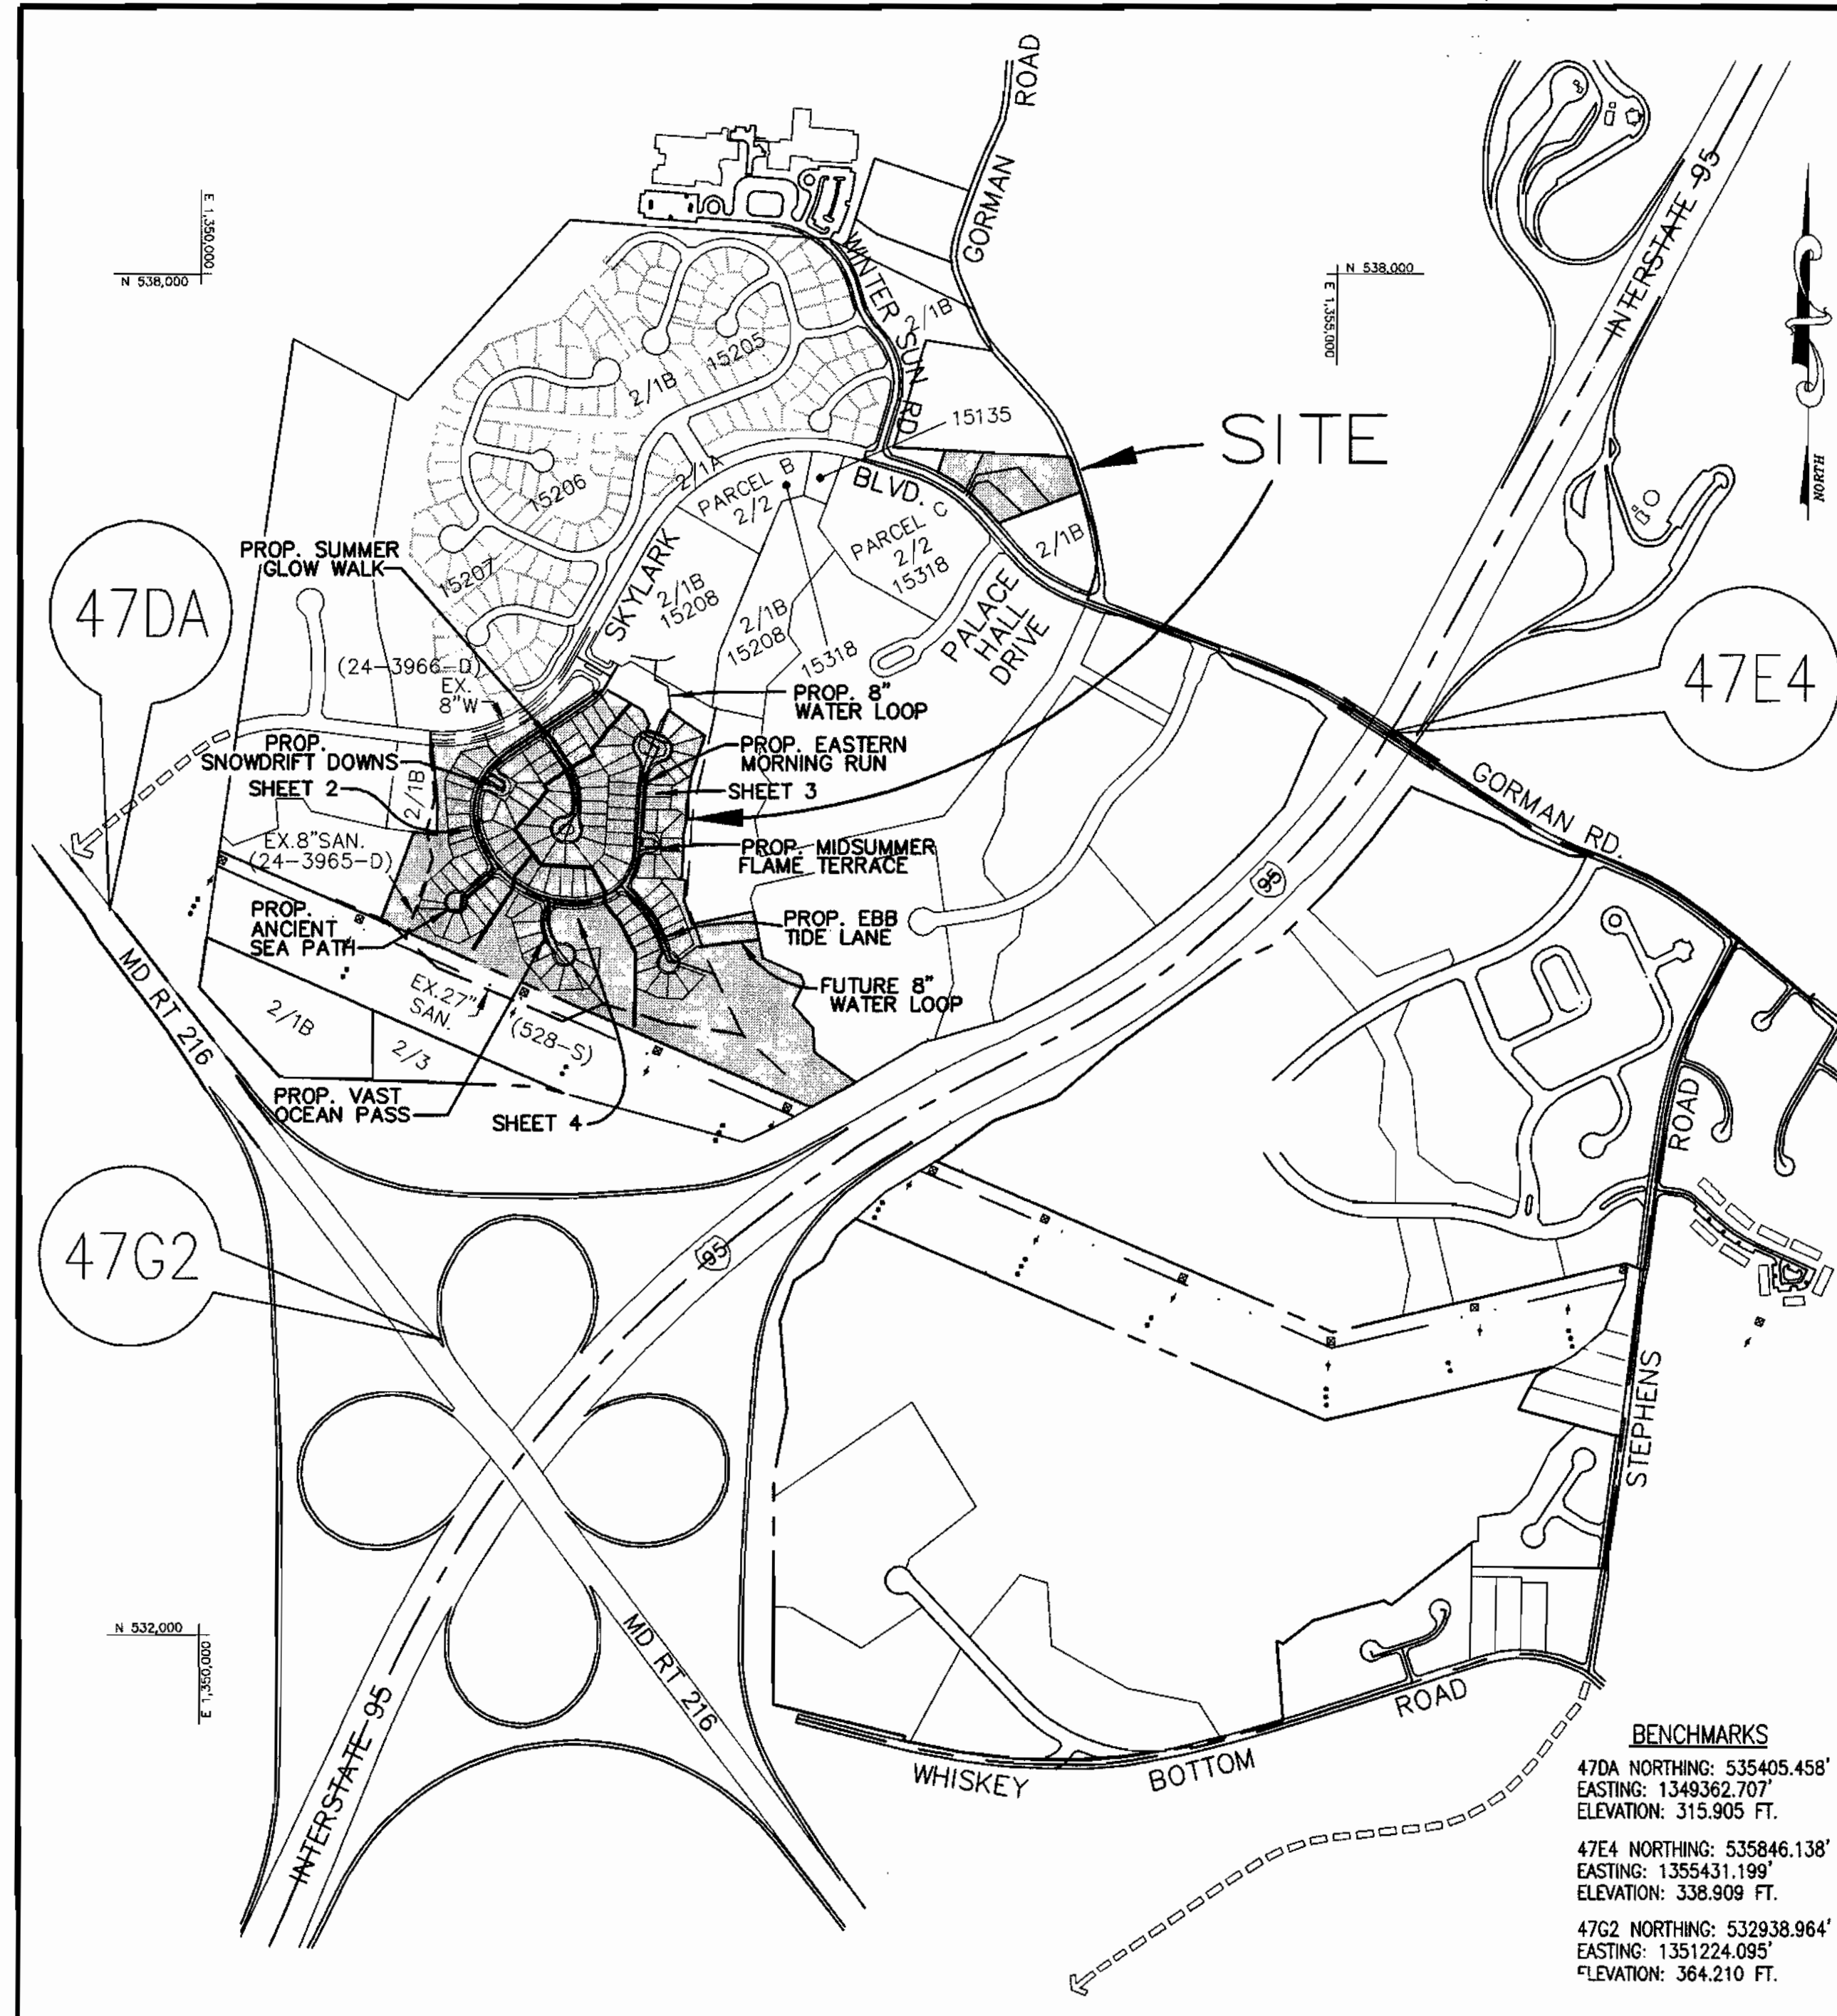 GORMAN ROAD
E 1,350,000
N 538,000
N 538,000
E 1,355,000
INTERSTATE 95
NORTH
WINTER SUN RD
2/1B
15205
2/1B
15135
SITE
15206
2/1A
PARCEL B
2/2
BLVD.
PARCEL C
2/2
15318
2/1B
47DA
PROP. SUMMER
GLOW WALK
15207
SKYLARK
2/1B
15208
2/1B
15208
15318
PALACE
HALL
DRIVE
47E4
(24-3966-D)
EX.
8"W
PROP. 8"
WATER LOOP
PROP.
SNOWDRIFT DOWNS
SHEET 2
2/1B
PROP. EASTERN
MORNING RUN
SHEET 3
GORMAN RD.
EX.8"SAN.
(24-3965-D)
PROP. MIDSUMMER
FLAME TERRACE
95
PROP.
ANCIENT
SEA PATH
PROP. EBB
TIDE LANE
MD RT 216
2/1B
EX.27"
SAN.
(528-S)
FUTURE 8"
WATER LOOP
2/3
PROP. VAST
OCEAN PASS
SHEET 4
47G2
95
STEPHENS ROAD
MD RT 216
N 532,000
E 1,350,000
INTERSTATE 95
WHISKEY BOTTOM ROAD
BENCHMARKS
47DA NORTHING: 535405.458'
EASTING: 1349362.707'
ELEVATION: 315.905 FT.
47E4 NORTHING: 535846.138'
EASTING: 1355431.199'
ELEVATION: 338.909 FT.
47G2 NORTHING: 532938.964'
EASTING: 1351224.095'
ELEVATION: 364.210 FT.